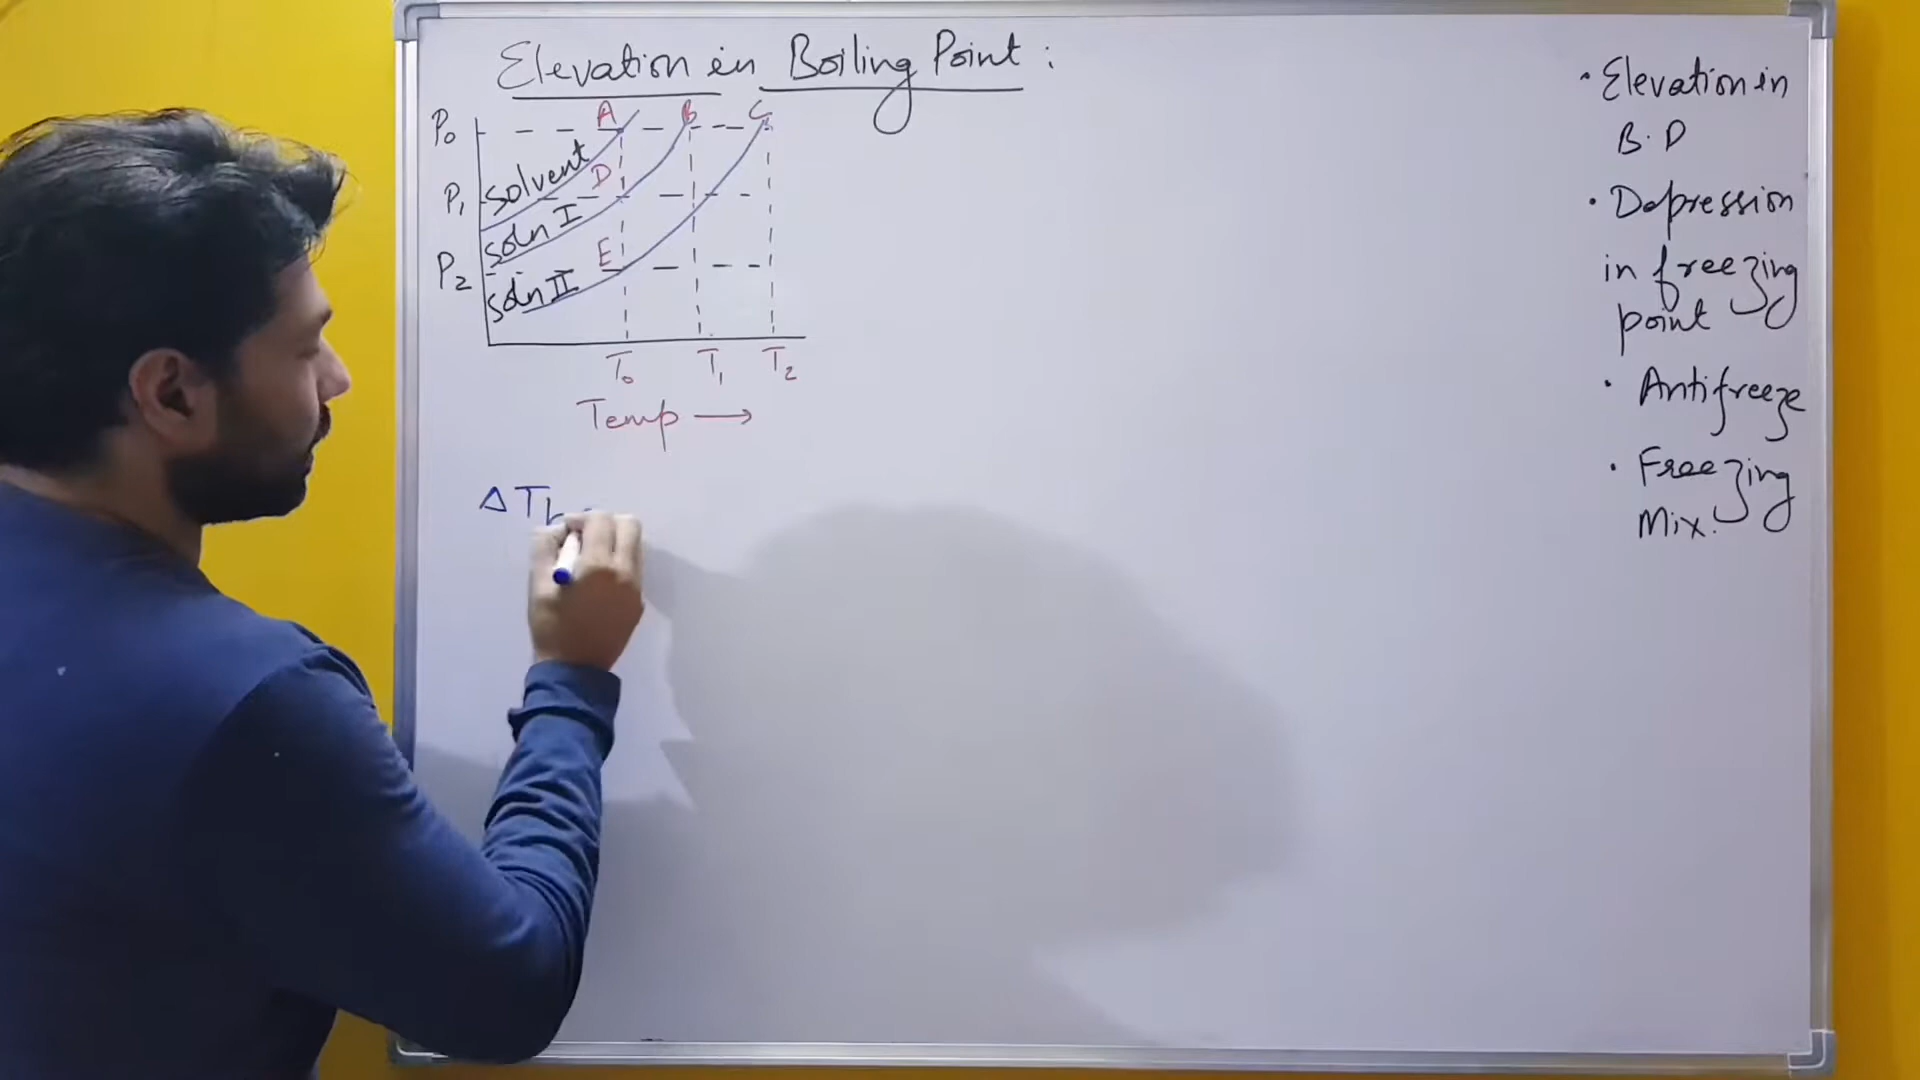 Elevation in Boiling Point :
A B C
P₀
solvent
D
P₁
soln I
E
P₂
soln II
T₀ T₁ T₂
Temp →
ΔTb
• Elevation in
B.P
• Depression
in freezing
point
• Antifreeze
• Freezing
Mix.